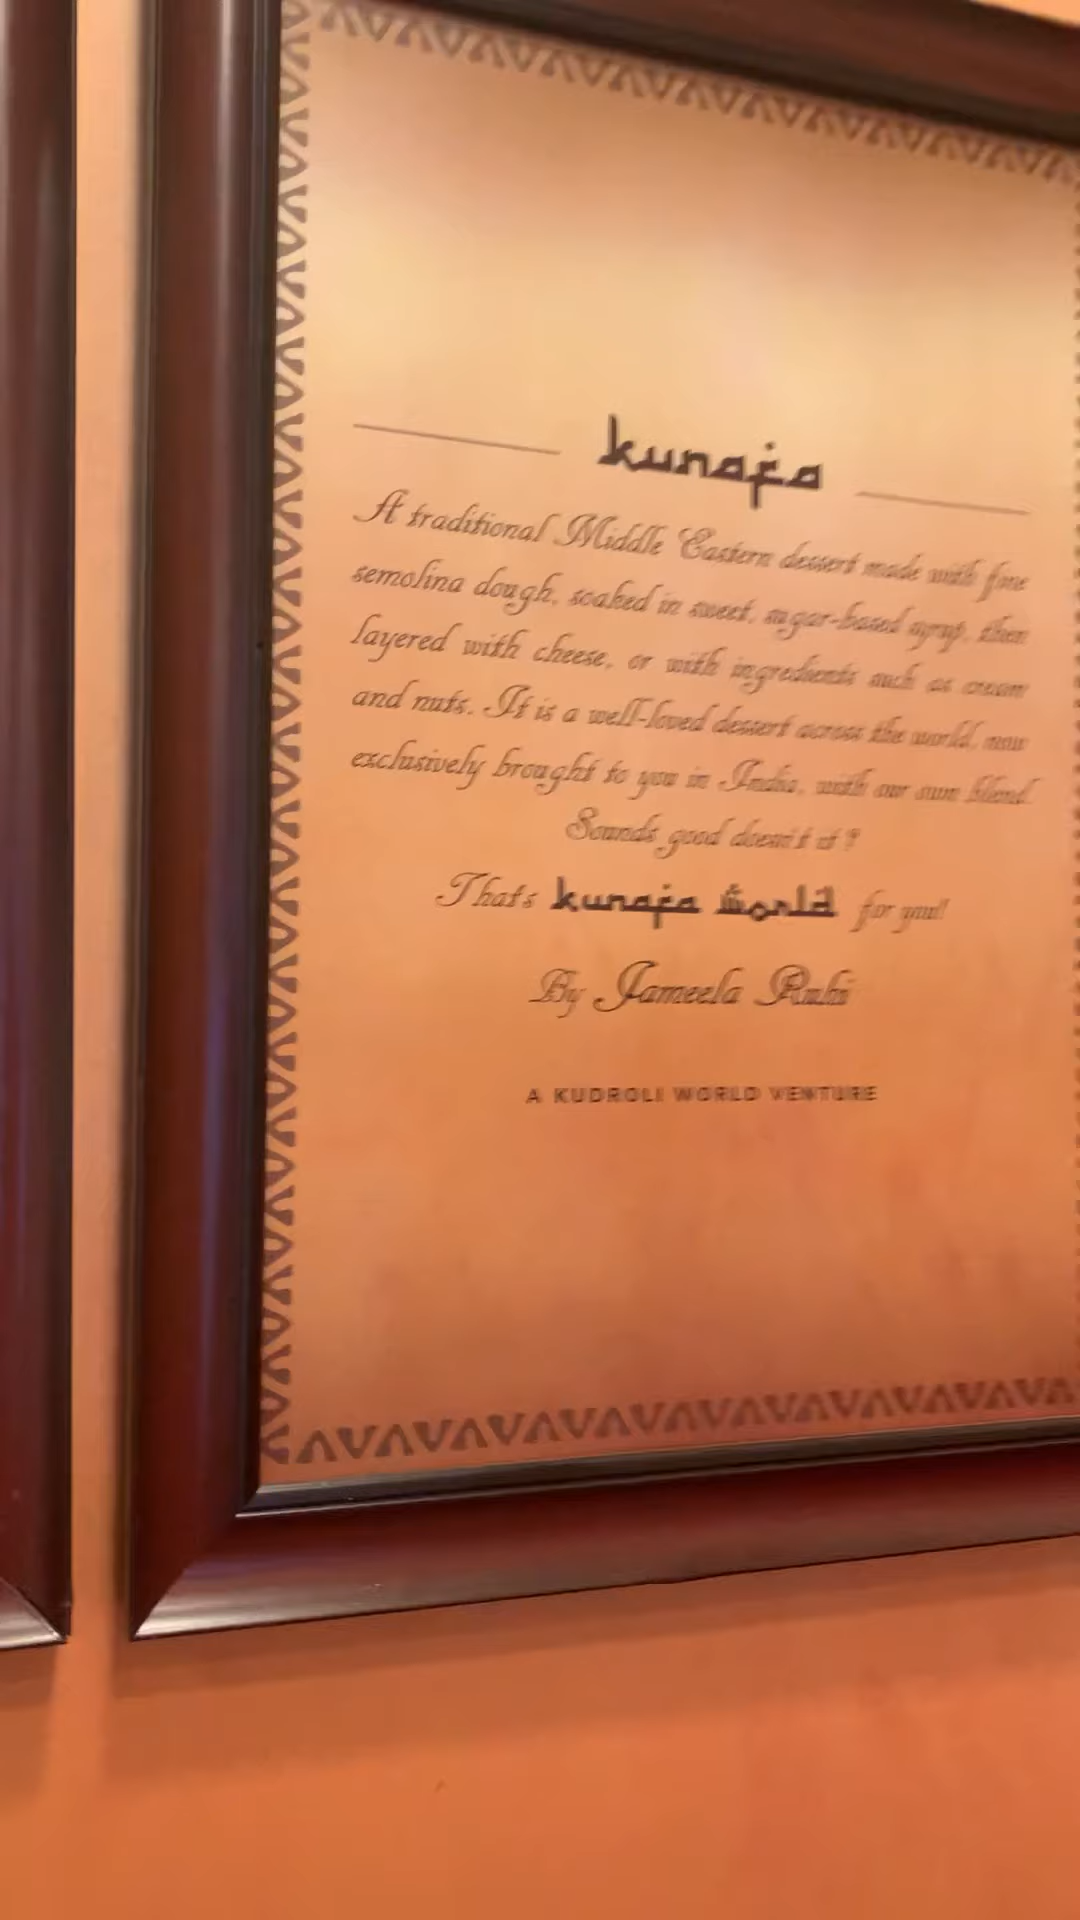 kunafa
A traditional Middle Eastern dessert made with fine
semolina dough, soaked in sweet, sugar-based syrup, then
layered with cheese, or with ingredients such as cream
and nuts. It is a well-loved dessert across the world, now
exclusively brought to you in India, with our own blend.
Sounds good doesn't it ?
That's kunafa world for you!
By Jameela Ruhi
A KUDROLI WORLD VENTURE